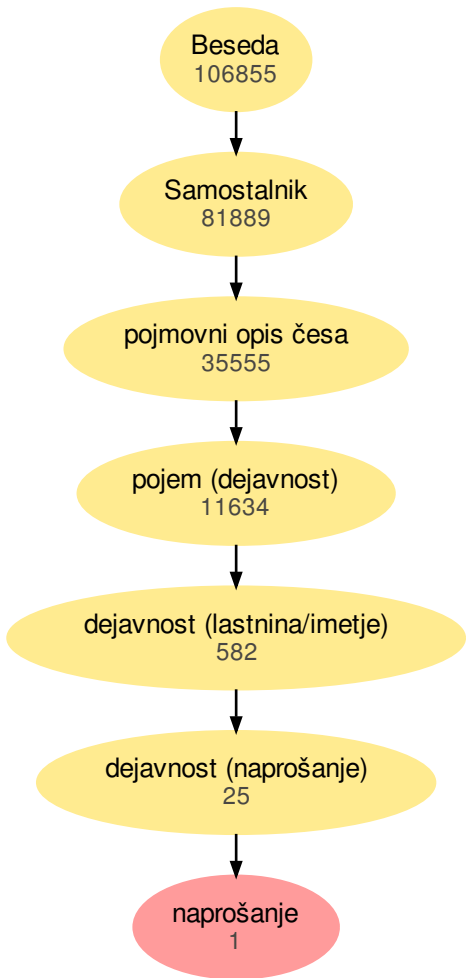 Beseda
106855
Samostalnik
81889
pojmovni opis česa
35555
pojem (dejavnost)
11634
dejavnost (lastnina/imetje)
582
dejavnost (naprošanje)
25
naprošanje
1